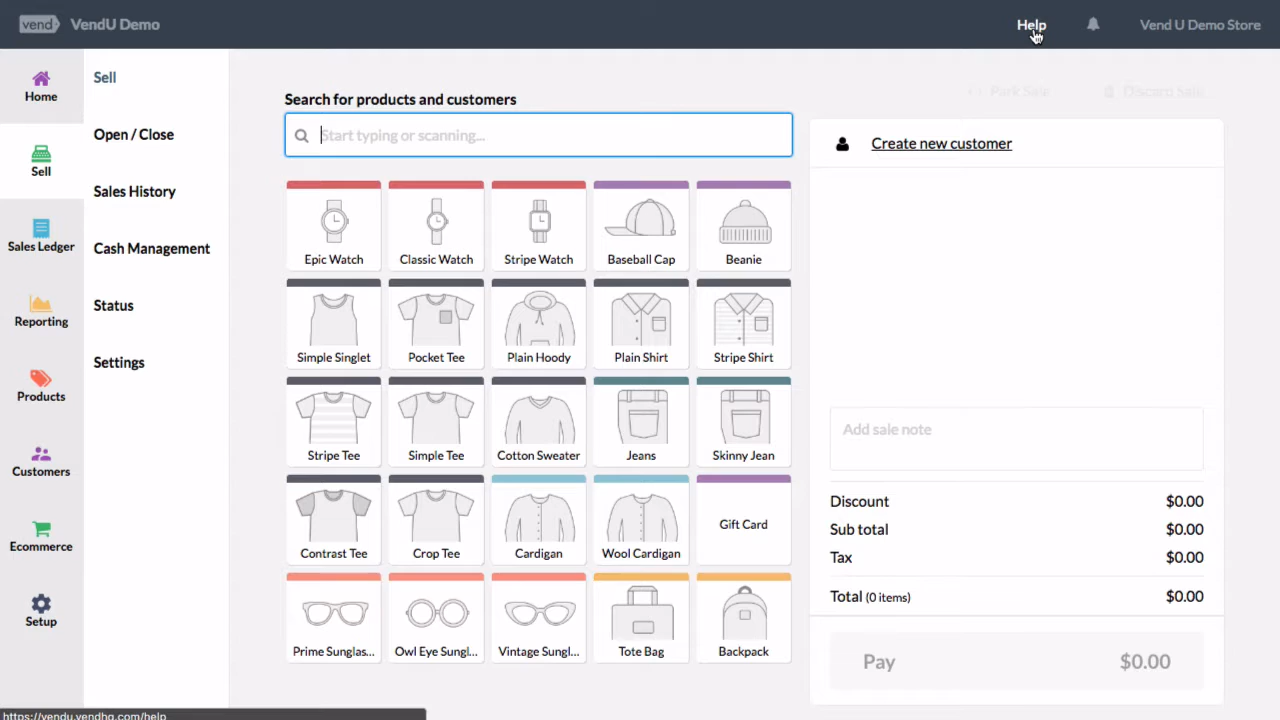 vend VendU Demo
Help
Vend U Demo Store
Home
Sell
Sales Ledger
Reporting
Products
Customers
Ecommerce
Setup
Sell
Open / Close
Sales History
Cash Management
Status
Settings
Search for products and customers
Start typing or scanning...
Epic Watch
Classic Watch
Stripe Watch
Baseball Cap
Beanie
Simple Singlet
Pocket Tee
Plain Hoody
Plain Shirt
Stripe Shirt
Stripe Tee
Simple Tee
Cotton Sweater
Jeans
Skinny Jean
Contrast Tee
Crop Tee
Cardigan
Wool Cardigan
Gift Card
Prime Sunglas...
Owl Eye Sungl...
Vintage Sungl...
Tote Bag
Backpack
Park Sale
Discard Sale
Create new customer
Add sale note
Discount $0.00
Sub total $0.00
Tax $0.00
Total (0 items) $0.00
Pay $0.00
https://vendu.vendhq.com/help